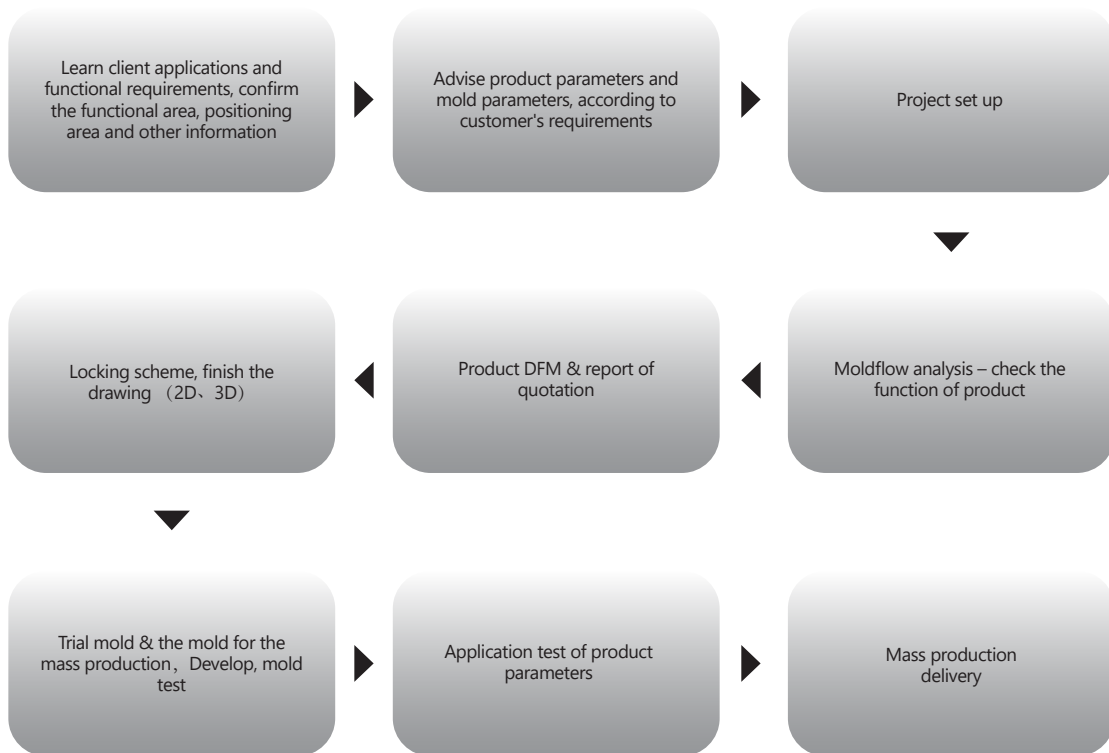 Learn client applications and
functional requirements, confirm
the functional area, positioning
area and other information
Advise product parameters and
mold parameters, according to
customer's requirements
Project set up
Moldflow analysis – check the
function of product
Product DFM & report of
quotation
Locking scheme, finish the
drawing （2D、3D）
Trial mold & the mold for the
mass production，Develop, mold
test
Application test of product
parameters
Mass production
delivery